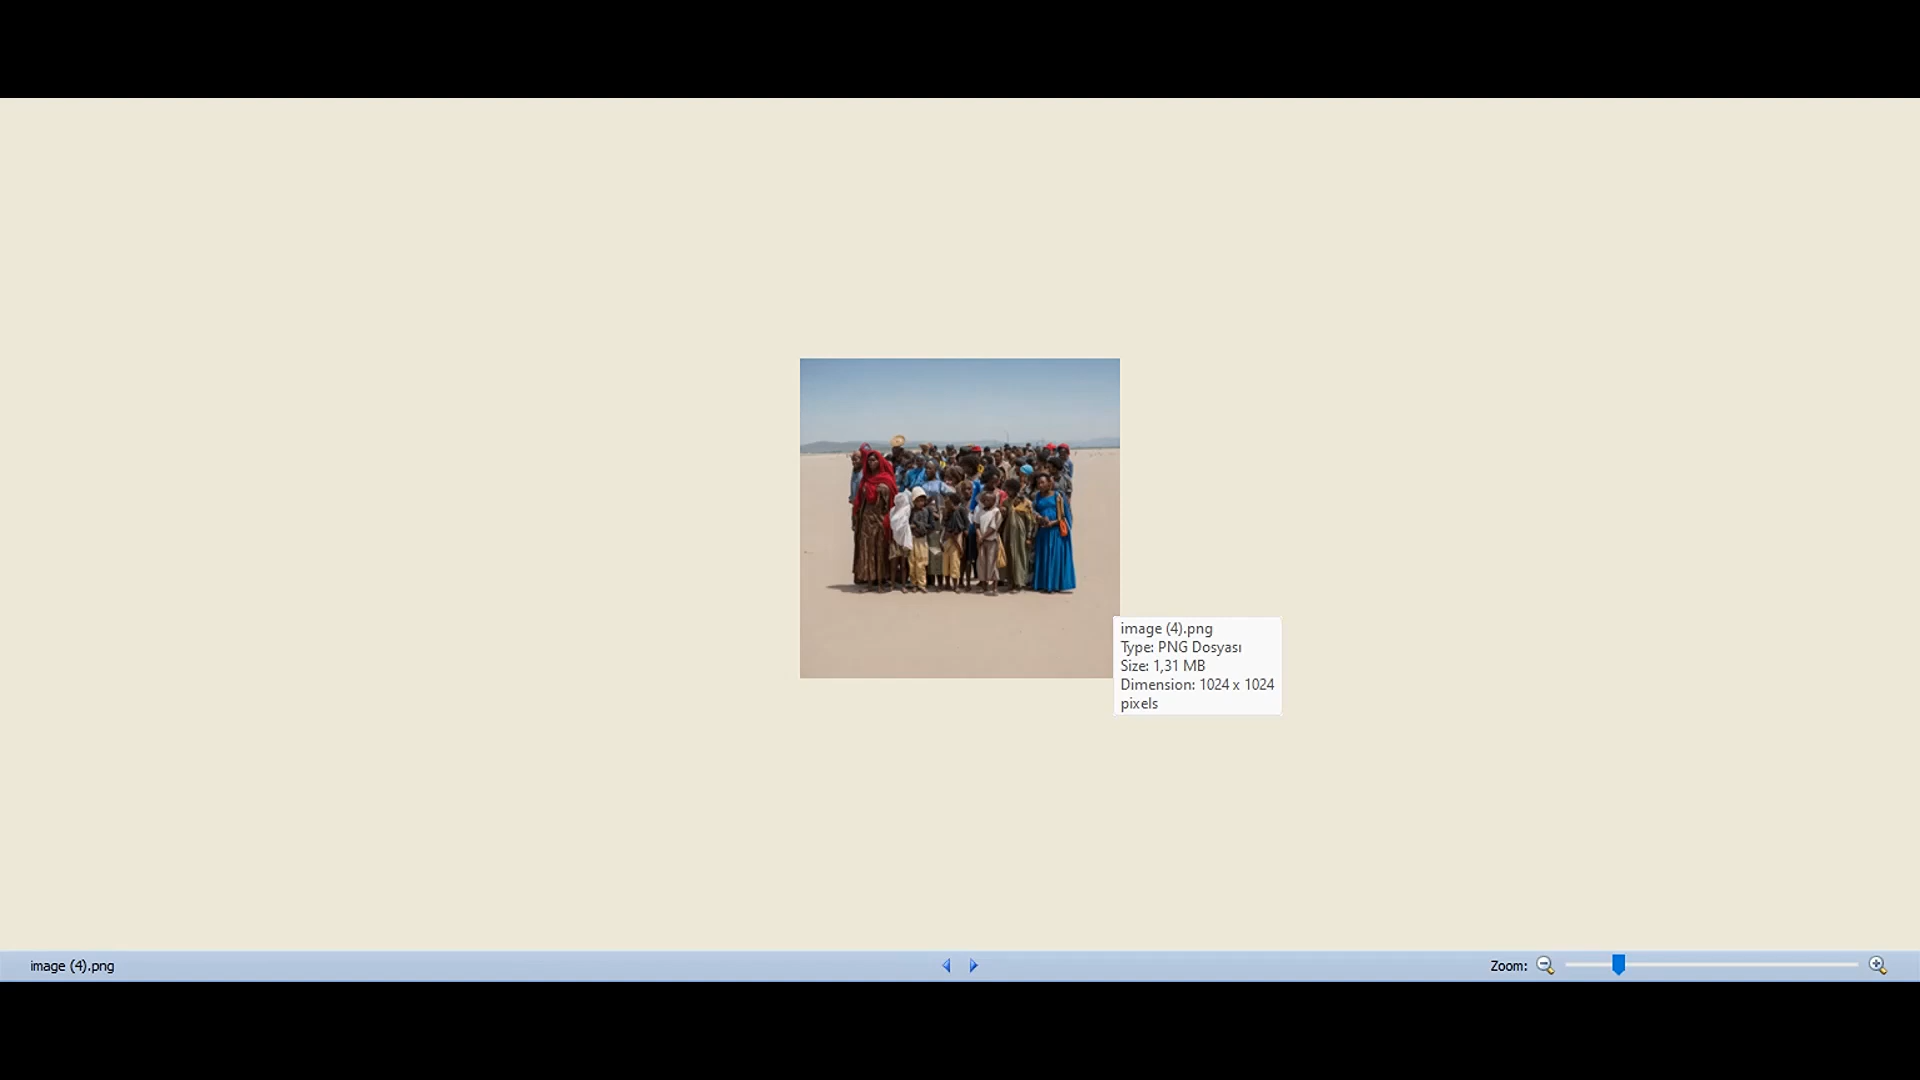 image (4).png
Type: PNG Dosyası
Size: 1,31 MB
Dimension: 1024 x 1024
pixels
image (4).png
Zoom: